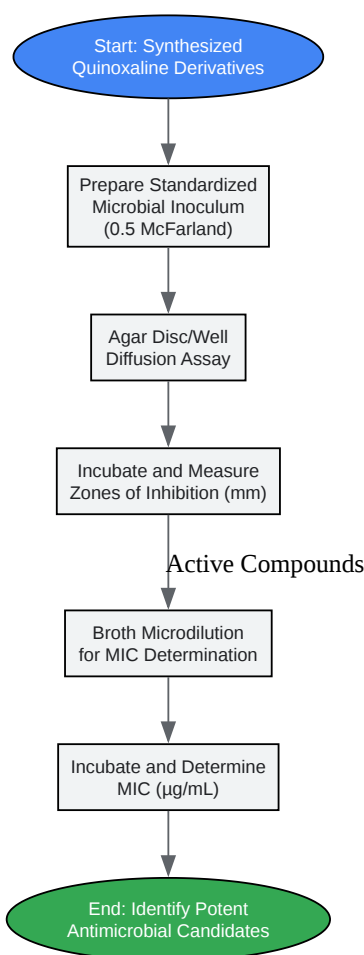 Start: Synthesized
Quinoxaline Derivatives
Prepare Standardized
Microbial Inoculum
(0.5 McFarland)
Agar Disc/Well
Diffusion Assay
Incubate and Measure
Zones of Inhibition (mm)
Active Compounds
Broth Microdilution
for MIC Determination
Incubate and Determine
MIC (µg/mL)
End: Identify Potent
Antimicrobial Candidates